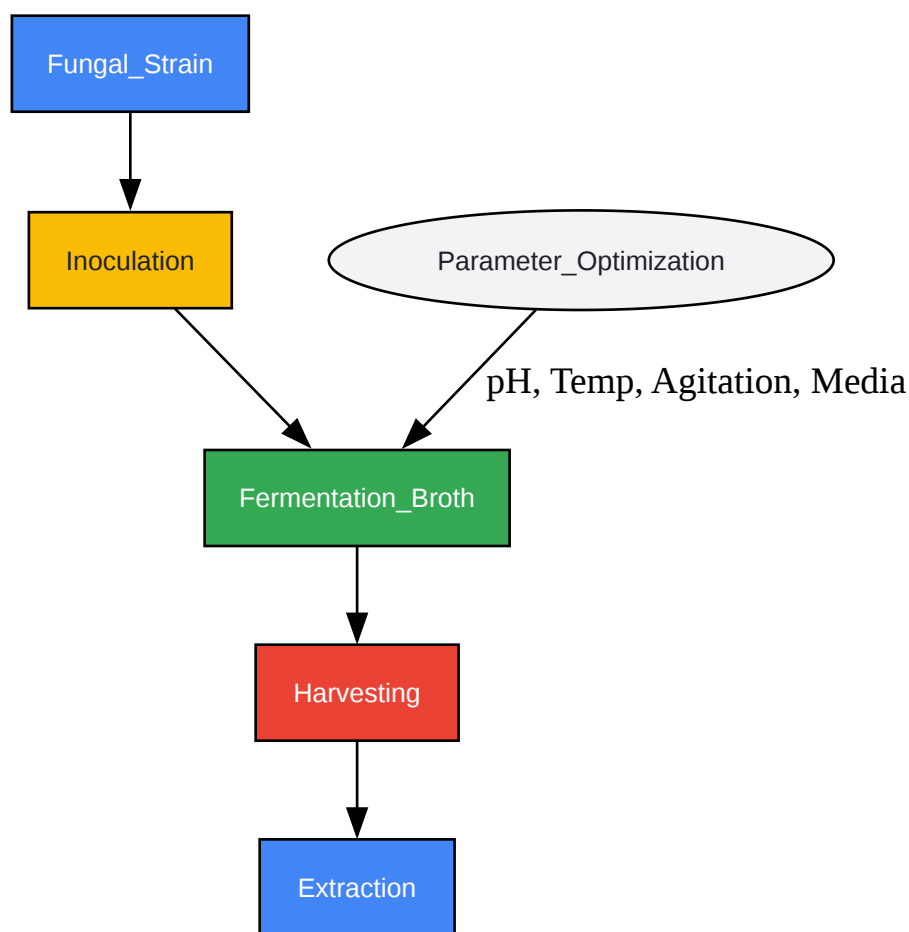 Fungal_Strain
Inoculation
Parameter_Optimization
pH, Temp, Agitation, Media
Fermentation_Broth
Harvesting
Extraction